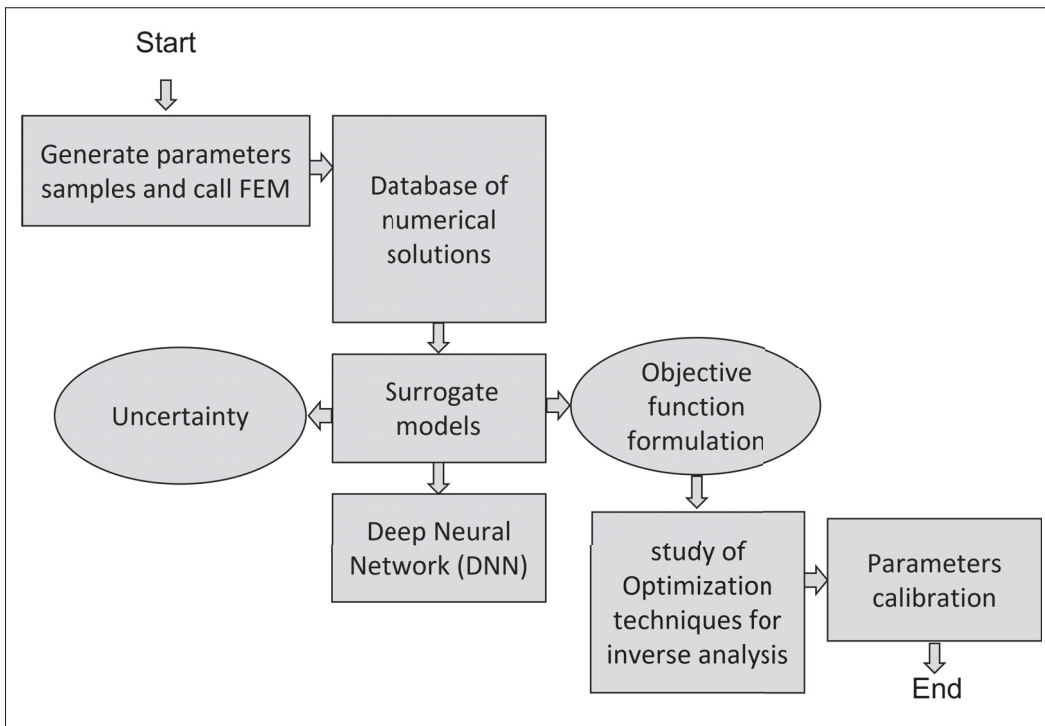 Start
Generate parameters
samples and call FEM
Database of
numerical
solutions
Uncertainty
Surrogate
models
Objective
function
formulation
Deep Neural
Network (DNN)
study of
Optimization
techniques for
inverse analysis
Parameters
calibration
End